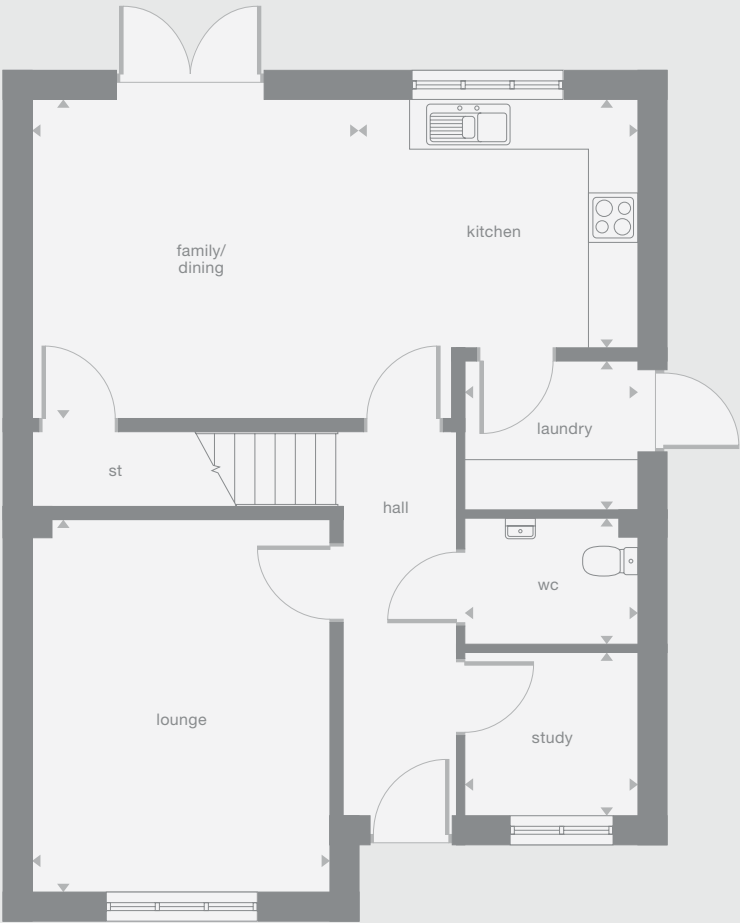 family/
dining
kitchen
laundry
st
hall
wc
lounge
study